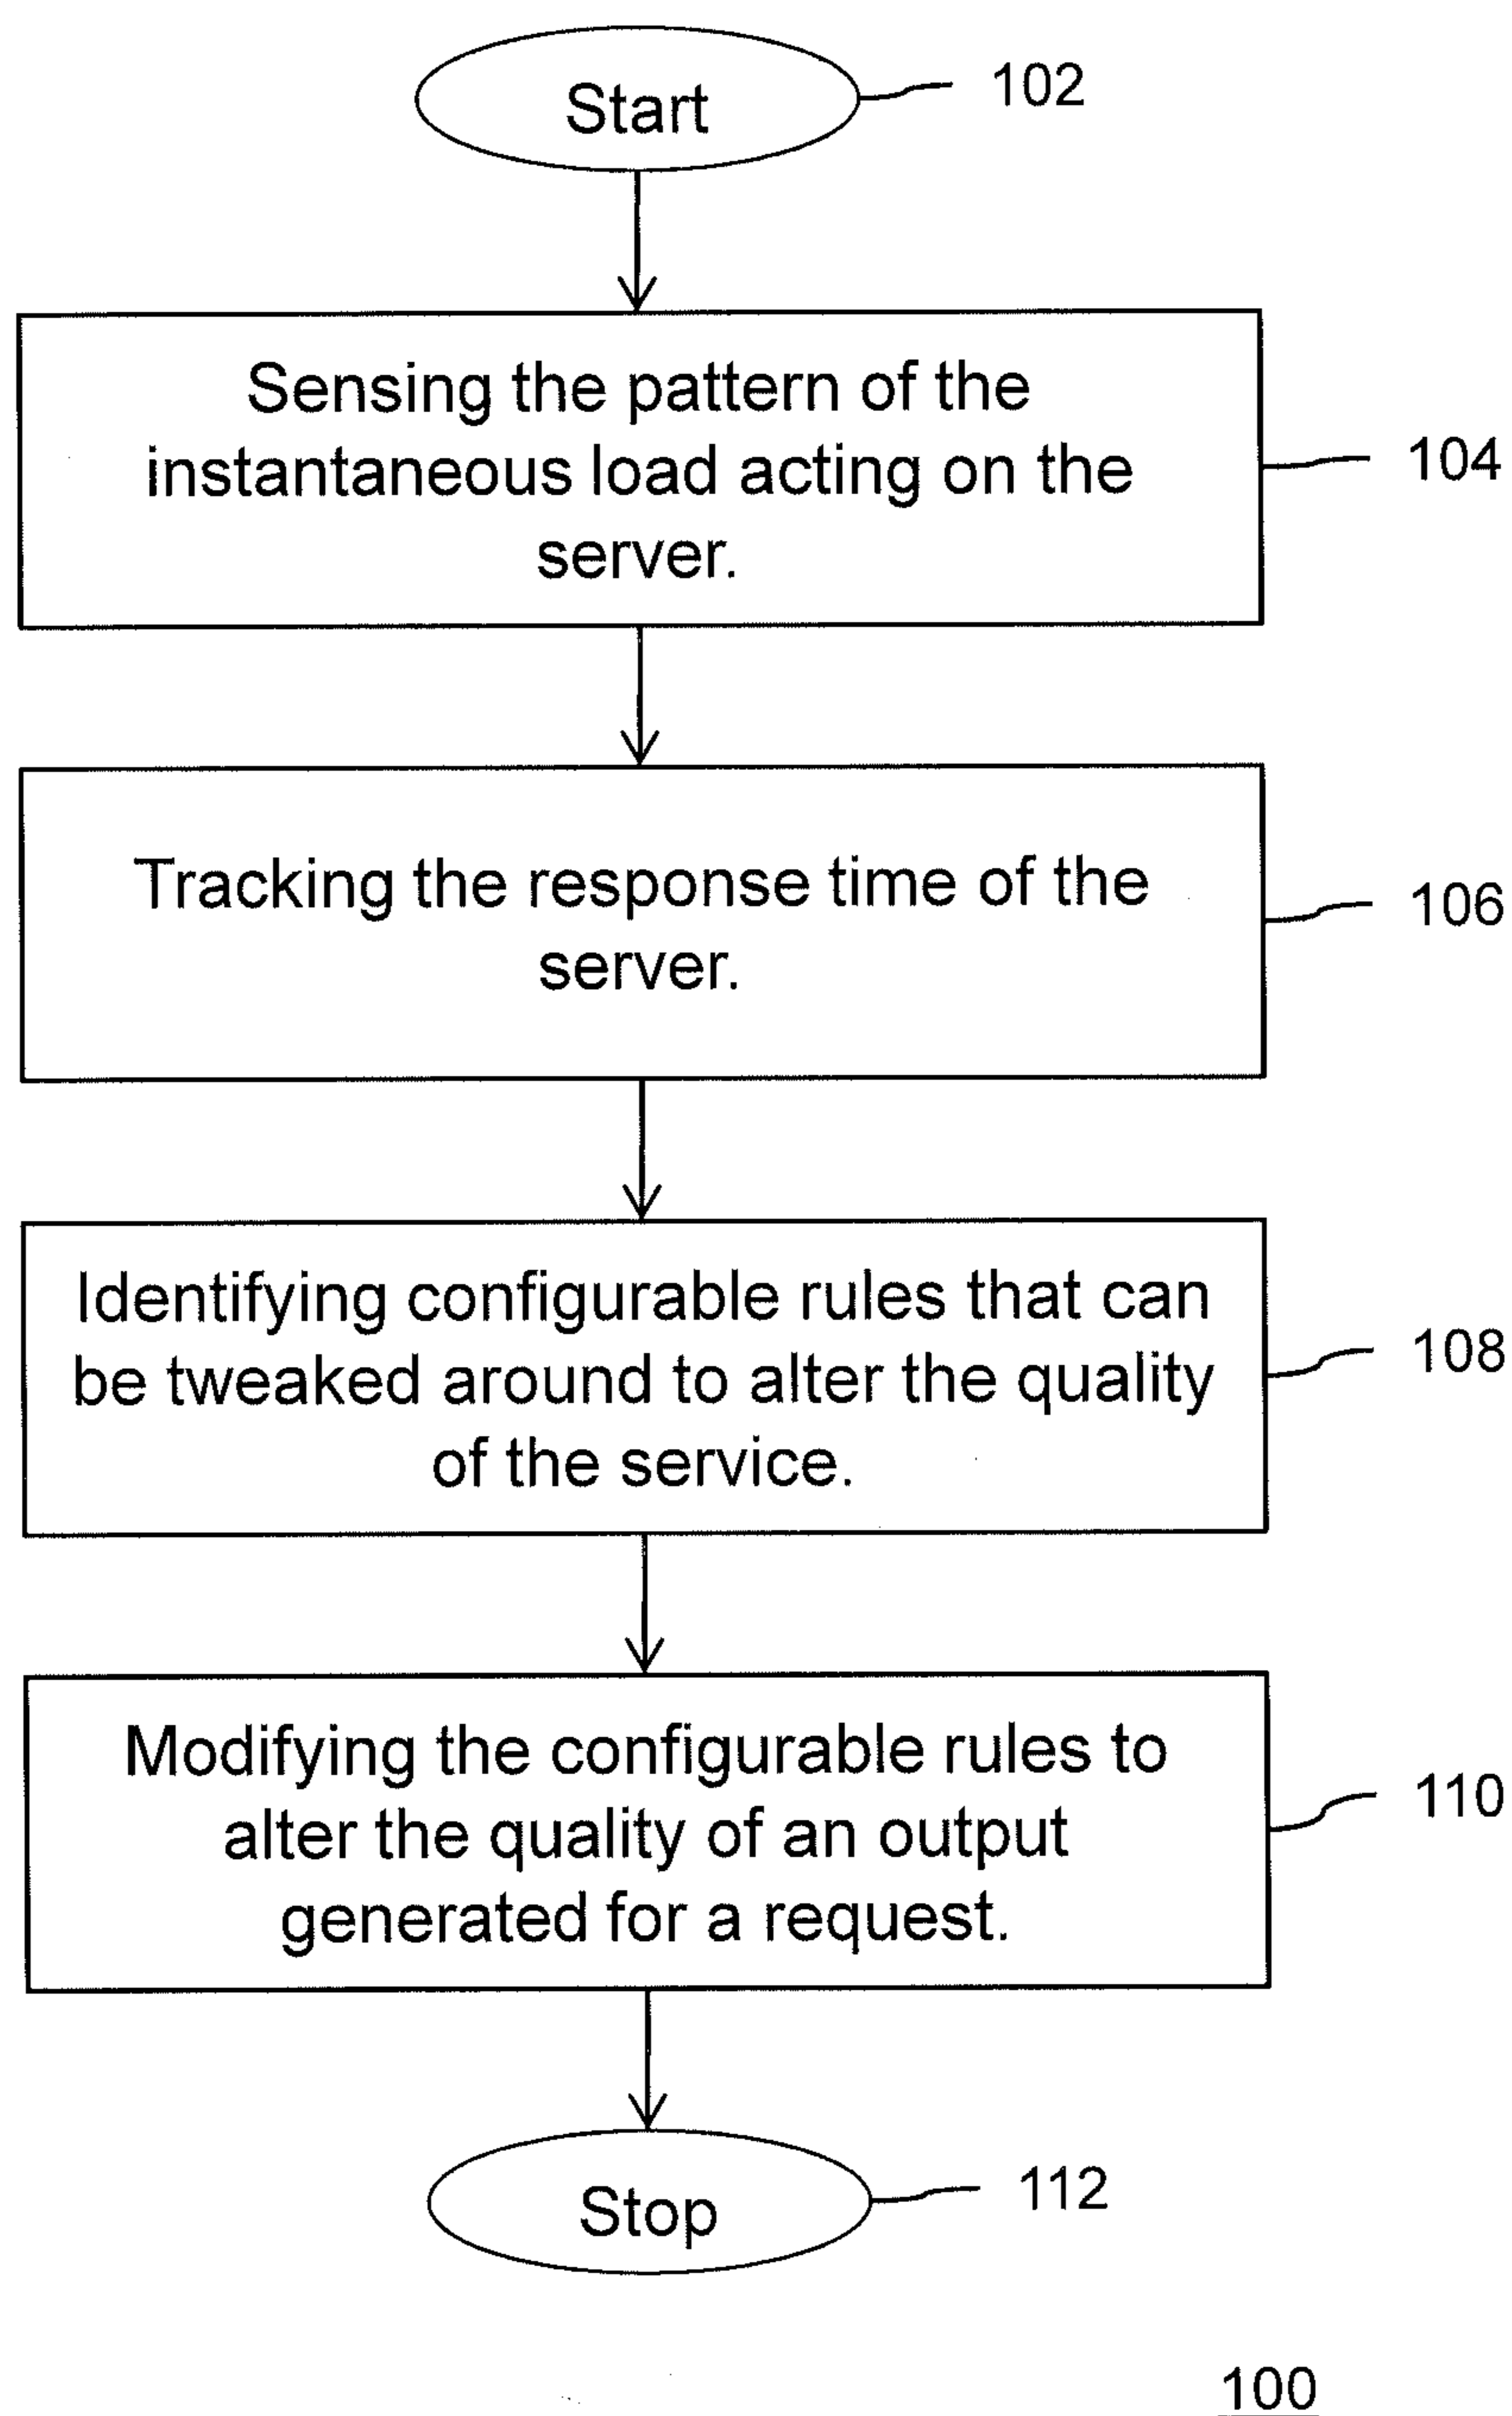 Start
102
Sensing the pattern of the
instantaneous load acting on the
server.
104
Tracking the response time of the
server.
106
Identifying configurable rules that can
be tweaked around to alter the quality
of the service.
108
Modifying the configurable rules to
alter the quality of an output
generated for a request.
110
Stop
112
100